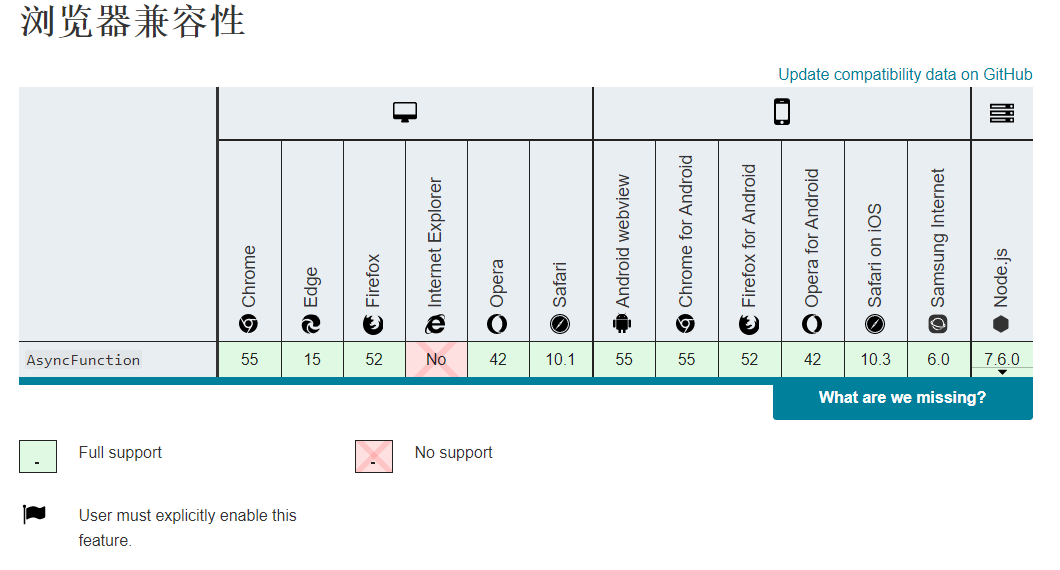 浏览器兼容性
Update compatibility data on GitHub
Chrome
Edge
Firefox
Internet Explorer
Opera
Safari
Android webview
Chrome for Android
Firefox for Android
Opera for Android
Safari on iOS
Samsung Internet
Node.js
AsyncFunction 55 15 52 No 42 10.1 55 55 52 42 10.3 6.0 7.6.0
What are we missing?
- Full support - No support
User must explicitly enable this
feature.